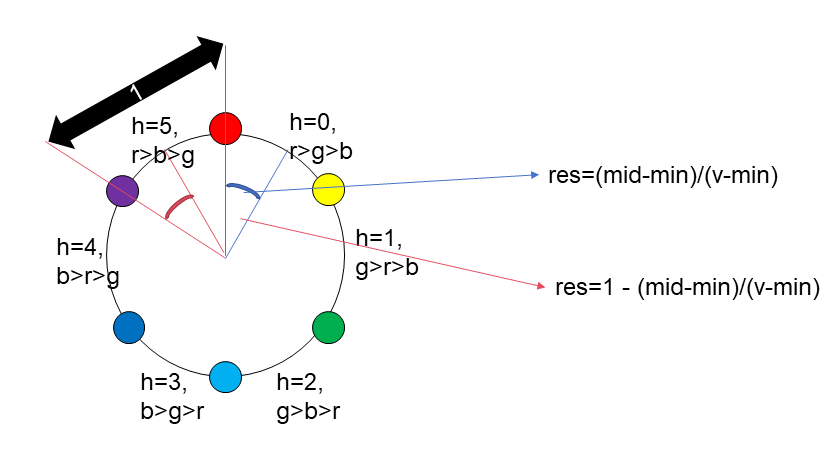 1
h=5,
r>b>g
h=0,
r>g>b
res=(mid-min)/(v-min)
h=4,
b>r>g
h=1,
g>r>b
res=1 - (mid-min)/(v-min)
h=3,
b>g>r
h=2,
g>b>r